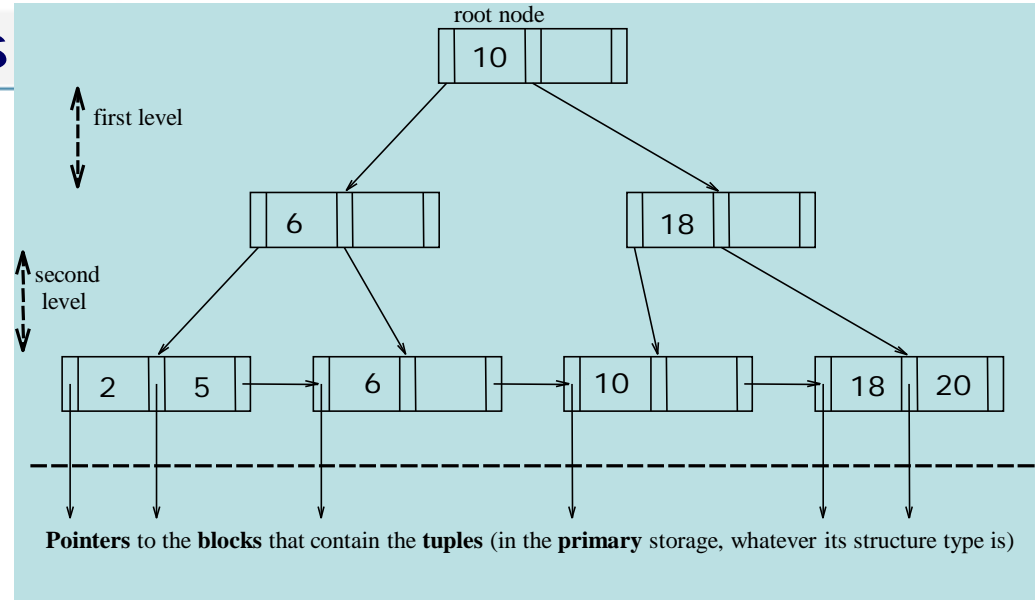 s
root node
10
first level
6 18
second
level
2 5 6 10 18 20
Pointers to the blocks that contain the tuples (in the primary storage, whatever its structure type is)